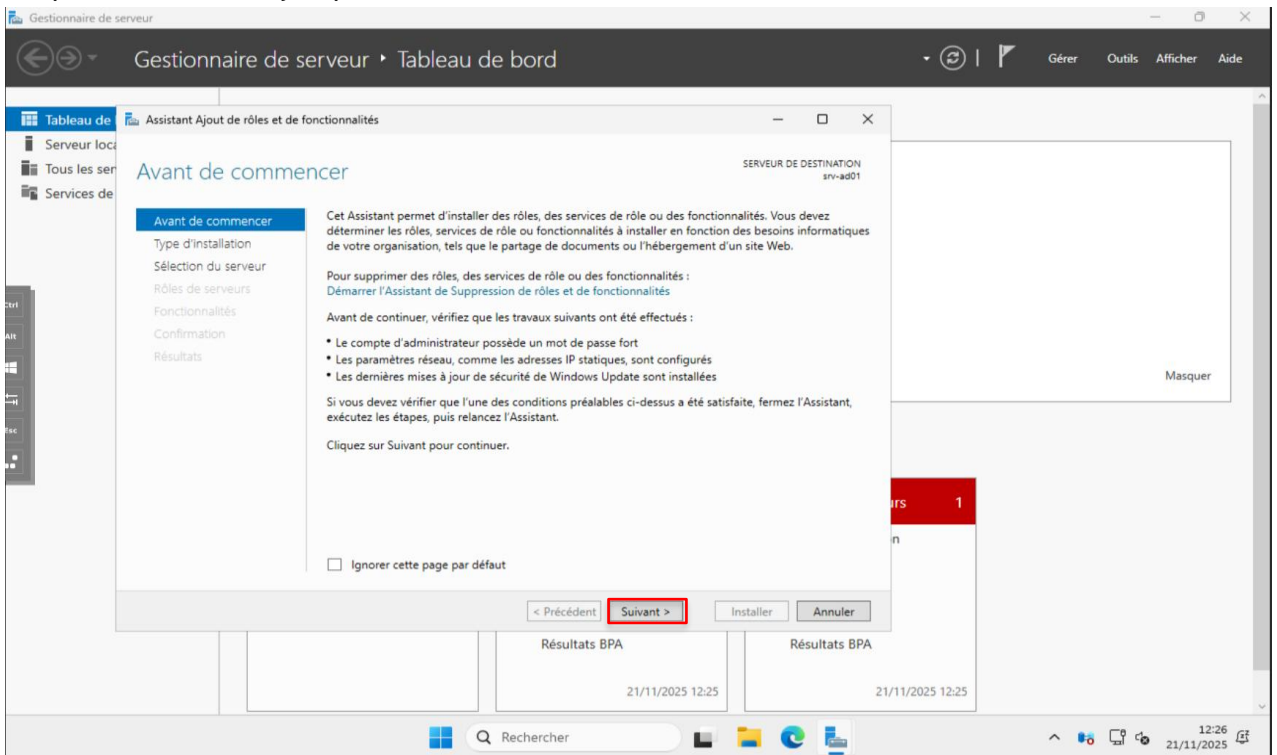 Gestionnaire de serveur
Gestionnaire de serveur ‣ Tableau de bord
Gérer Outils Afficher Aide
Tableau de
Serveur loca
Tous les ser
Services de
Assistant Ajout de rôles et de fonctionnalités
Avant de commencer
SERVEUR DE DESTINATION
srv-ad01
Avant de commencer
Type d'installation
Sélection du serveur
Rôles de serveurs
Fonctionnalités
Confirmation
Résultats
Cet Assistant permet d'installer des rôles, des services de rôle ou des fonctionnalités. Vous devez
déterminer les rôles, services de rôle ou fonctionnalités à installer en fonction des besoins informatiques
de votre organisation, tels que le partage de documents ou l'hébergement d'un site Web.
Pour supprimer des rôles, des services de rôle ou des fonctionnalités :
Démarrer l'Assistant de Suppression de rôles et de fonctionnalités
Avant de continuer, vérifiez que les travaux suivants ont été effectués :
• Le compte d'administrateur possède un mot de passe fort
• Les paramètres réseau, comme les adresses IP statiques, sont configurés
• Les dernières mises à jour de sécurité de Windows Update sont installées
Si vous devez vérifier que l'une des conditions préalables ci-dessus a été satisfaite, fermez l'Assistant,
exécutez les étapes, puis relancez l'Assistant.
Cliquez sur Suivant pour continuer.
Ignorer cette page par défaut
< Précédent Suivant > Installer Annuler
Ctrl
Alt
Esc
Masquer
urs 1
n
Résultats BPA
21/11/2025 12:25
Résultats BPA
21/11/2025 12:25
Rechercher
12:26
21/11/2025